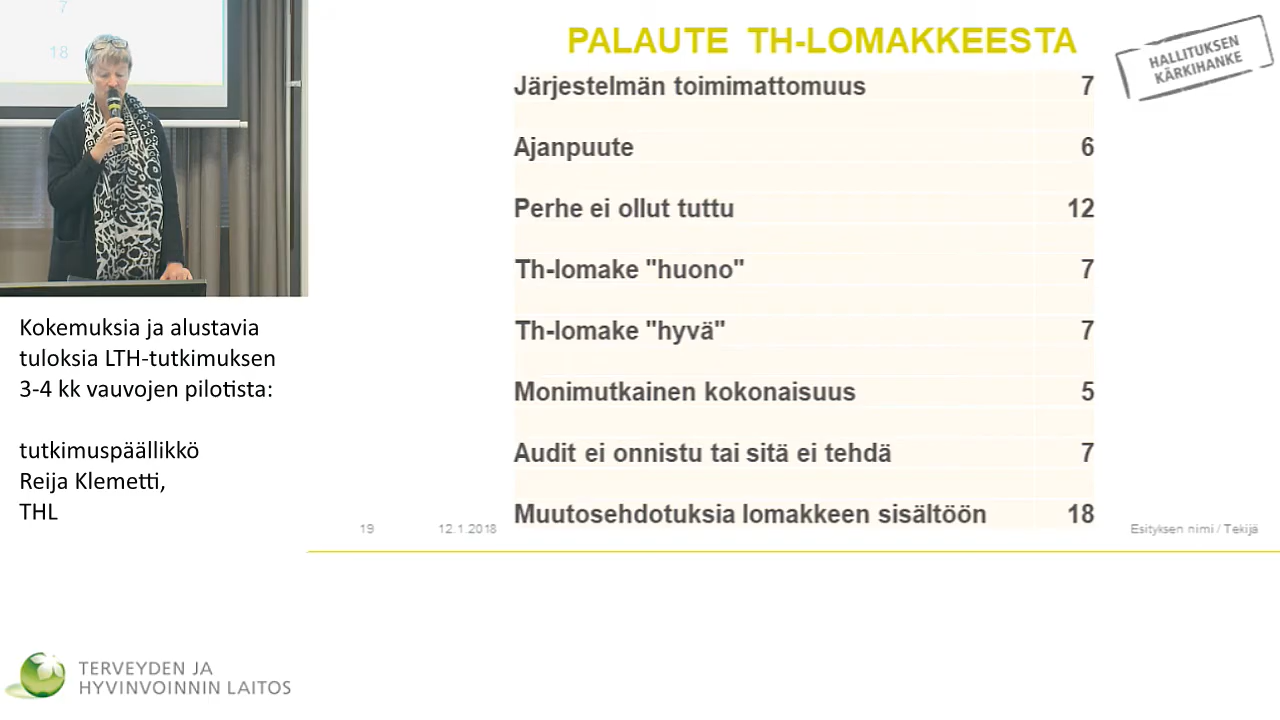 7
18
PALAUTE TH-LOMAKKEESTA
HALLITUKSEN
KÄRKIHANKE
Järjestelmän toimimattomuus 7
Ajanpuute 6
Perhe ei ollut tuttu 12
Th-lomake "huono" 7
Th-lomake "hyvä" 7
Monimutkainen kokonaisuus 5
Audit ei onnistu tai sitä ei tehdä 7
Muutosehdotuksia lomakkeen sisältöön 18
19 12.1.2018 Esityksen nimi / Tekijä
Kokemuksia ja alustavia
tuloksia LTH-tutkimuksen
3-4 kk vauvojen pilotista:
tutkimuspäällikkö
Reija Klemetti,
THL
TERVEYDEN JA
HYVINVOINNIN LAITOS